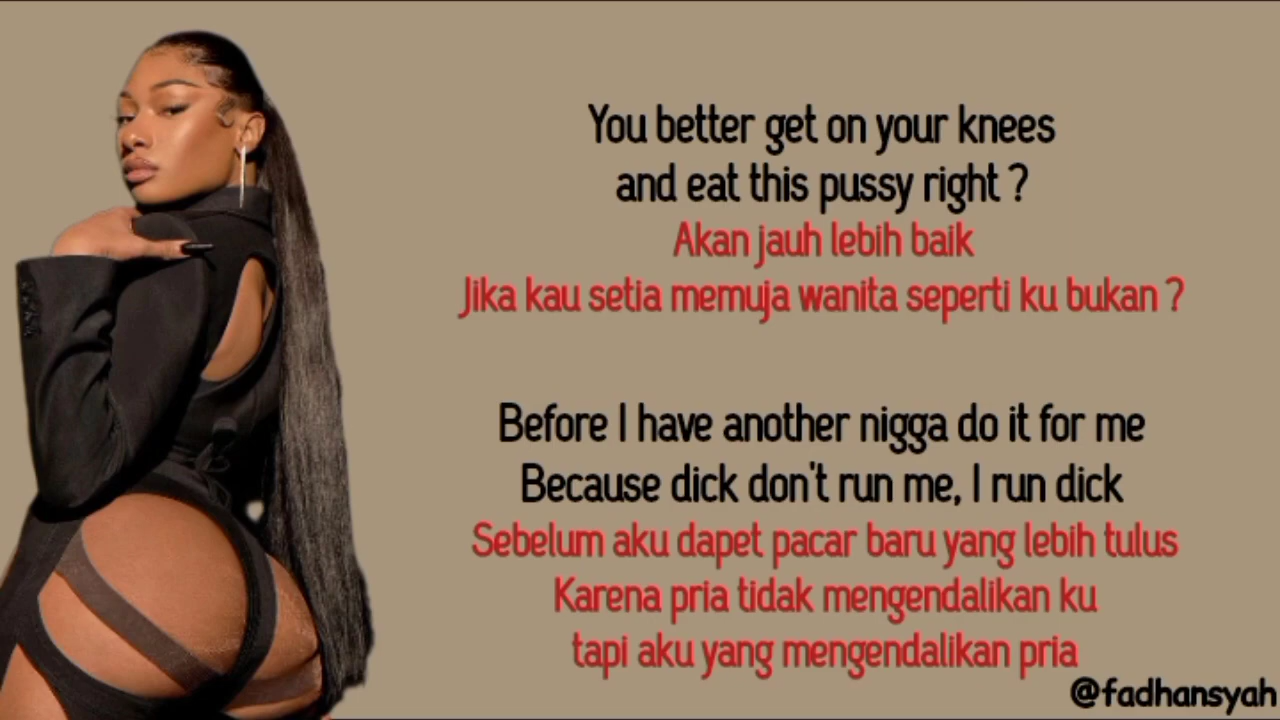 You better get on your knees
and eat this pussy right ?
Akan jauh lebih baik
Jika kau setia memuja wanita seperti ku bukan ?
Before I have another nigga do it for me
Because dick don't run me, I run dick
Sebelum aku dapet pacar baru yang lebih tulus
Karena pria tidak mengendalikan ku
tapi aku yang mengendalikan pria
@fadhansyah